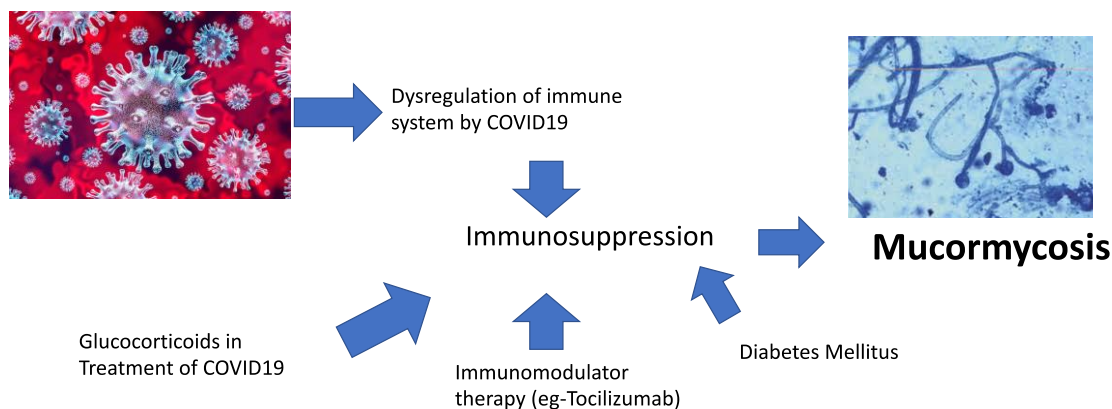 Dysregulation of immune
system by COVID19
Immunosuppression
Mucormycosis
Glucocorticoids in
Treatment of COVID19
Immunomodulator
therapy (eg-Tocilizumab)
Diabetes Mellitus